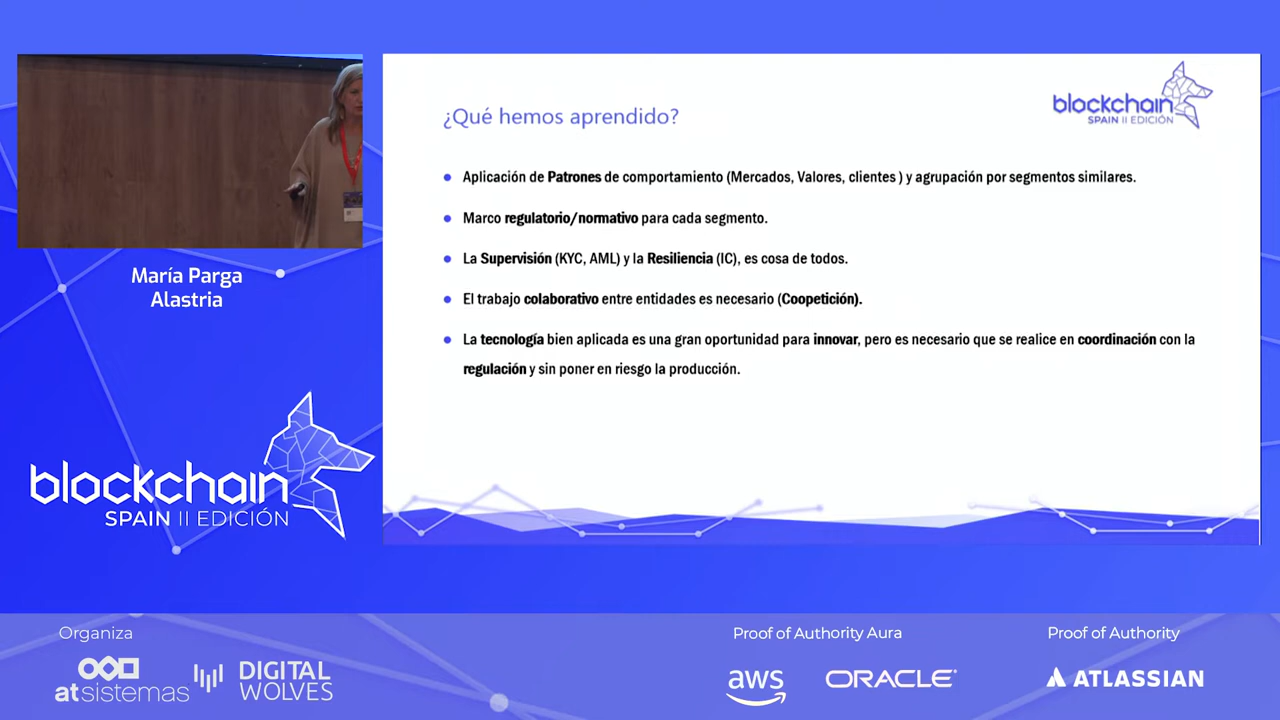 ¿Qué hemos aprendido?
blockchain
SPAIN II EDICIÓN
Aplicación de Patrones de comportamiento (Mercados, Valores, clientes ) y agrupación por segmentos similares.
Marco regulatorio/normativo para cada segmento.
La Supervisión (KYC, AML) y la Resiliencia (IC), es cosa de todos.
El trabajo colaborativo entre entidades es necesario (Coopetición).
La tecnología bien aplicada es una gran oportunidad para innovar, pero es necesario que se realice en coordinación con la
regulación y sin poner en riesgo la producción.
María Parga
Alastria
blockchain
SPAIN II EDICIÓN
Organiza
atsistemas
DIGITAL
WOLVES
Proof of Authority Aura
aws
ORACLE
Proof of Authority
ATLASSIAN